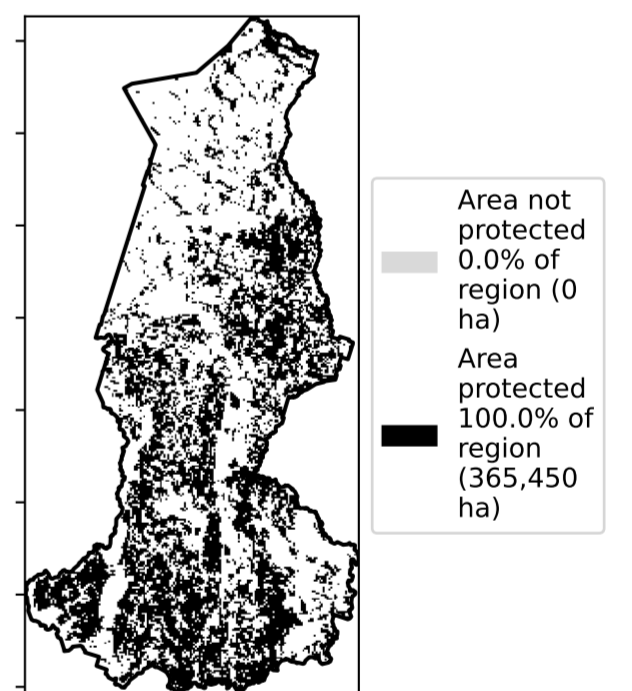 Area not
protected
0.0% of
region (0
ha)
Area
protected
100.0% of
region
(365,450
ha)